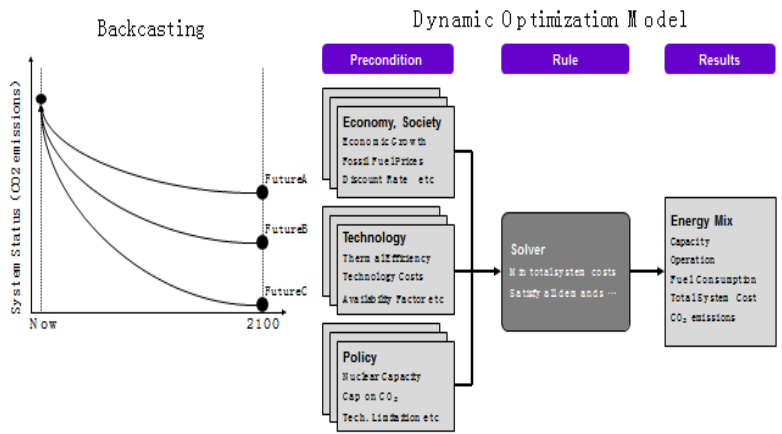 Backcasting
System Status (CO2 emissions)
FutureA
FutureB
FutureC
Now
2100
Dynamic Optimization Model
Precondition
Rule
Results
Economy, Society
Economic Growth
Fossil Fuel Prices
Discount Rate etc
Technology
Thermal Efficiency
Technology Costs
Availability Factor etc
Policy
Nuclear Capacity
Cap on CO₂
Tech. Limitation etc
Solver
Min total system costs
Satisfy all demands …
Energy Mix
Capacity
Operation
Fuel Consumption
Total System Cost
CO₂ emissions